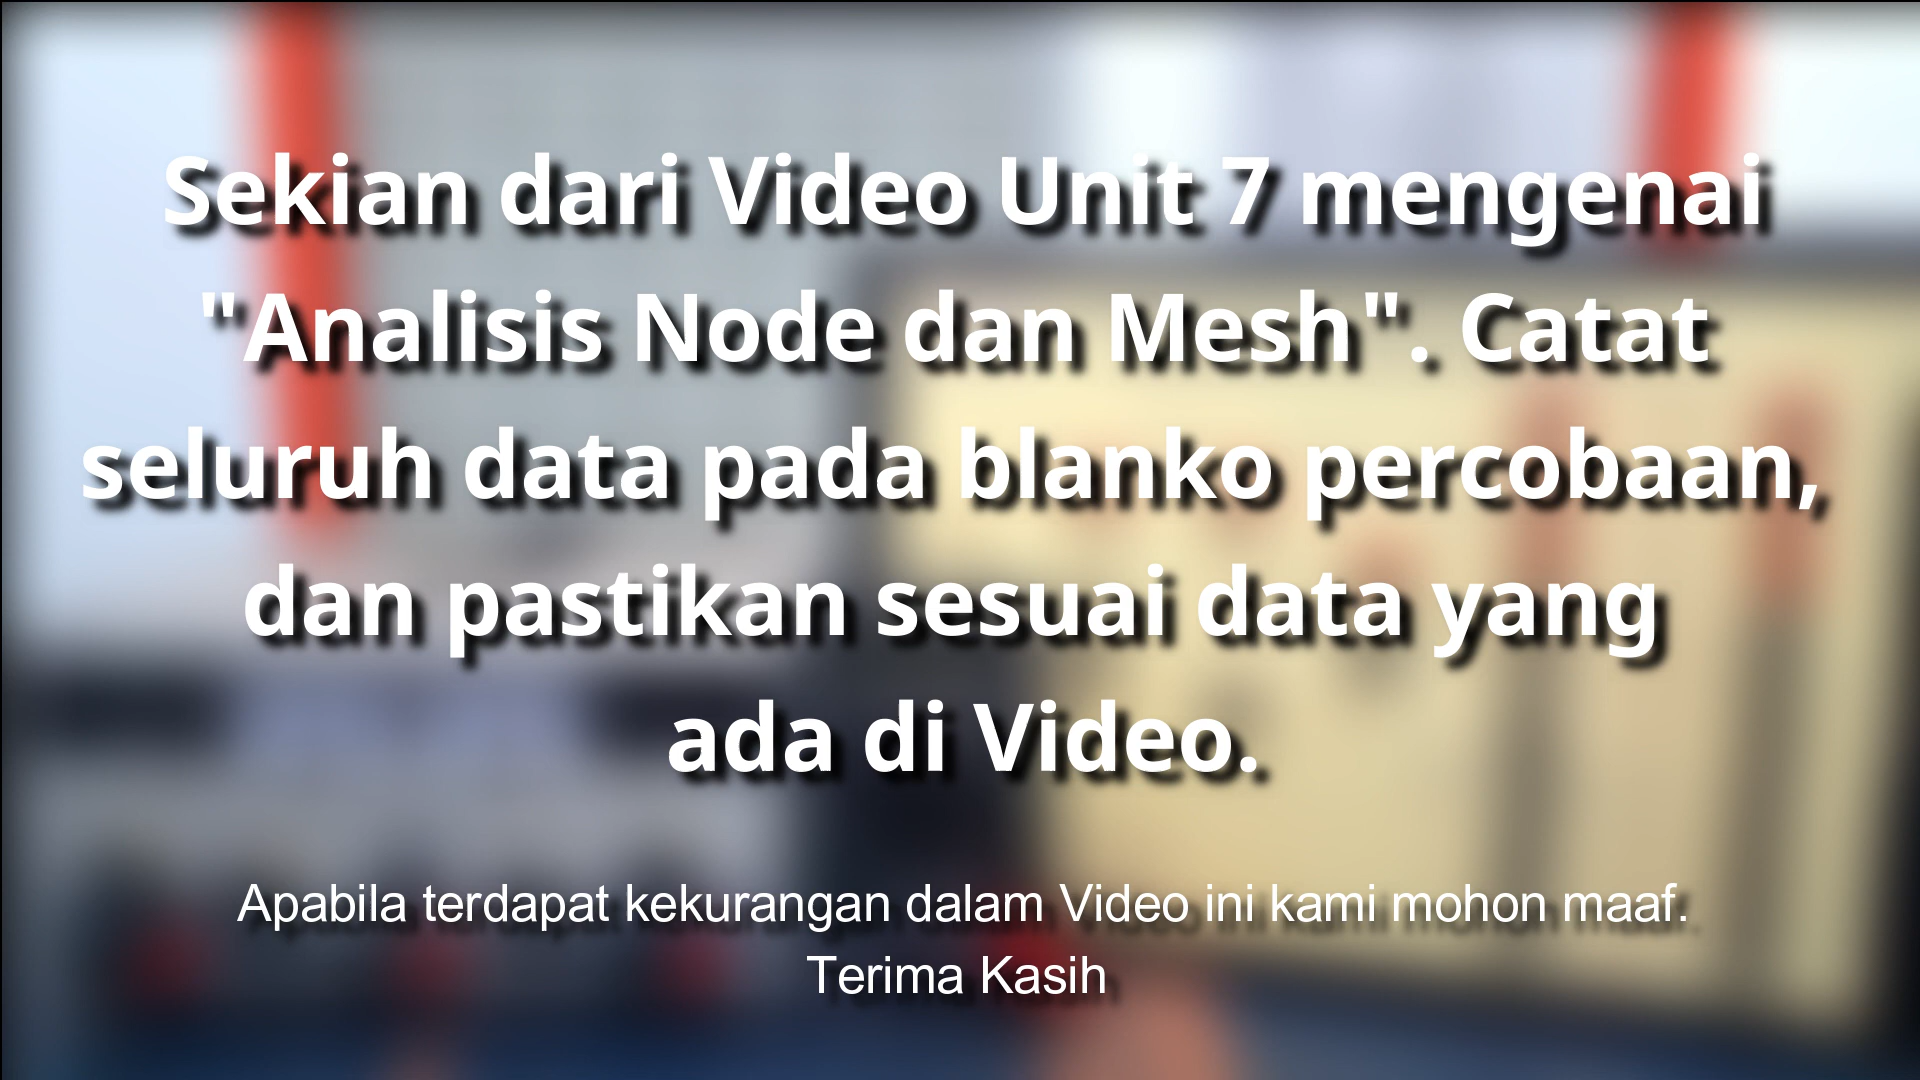 Sekian dari Video Unit 7 mengenai
"Analisis Node dan Mesh". Catat
seluruh data pada blanko percobaan,
dan pastikan sesuai data yang
ada di Video.
Apabila terdapat kekurangan dalam Video ini kami mohon maaf.
Terima Kasih